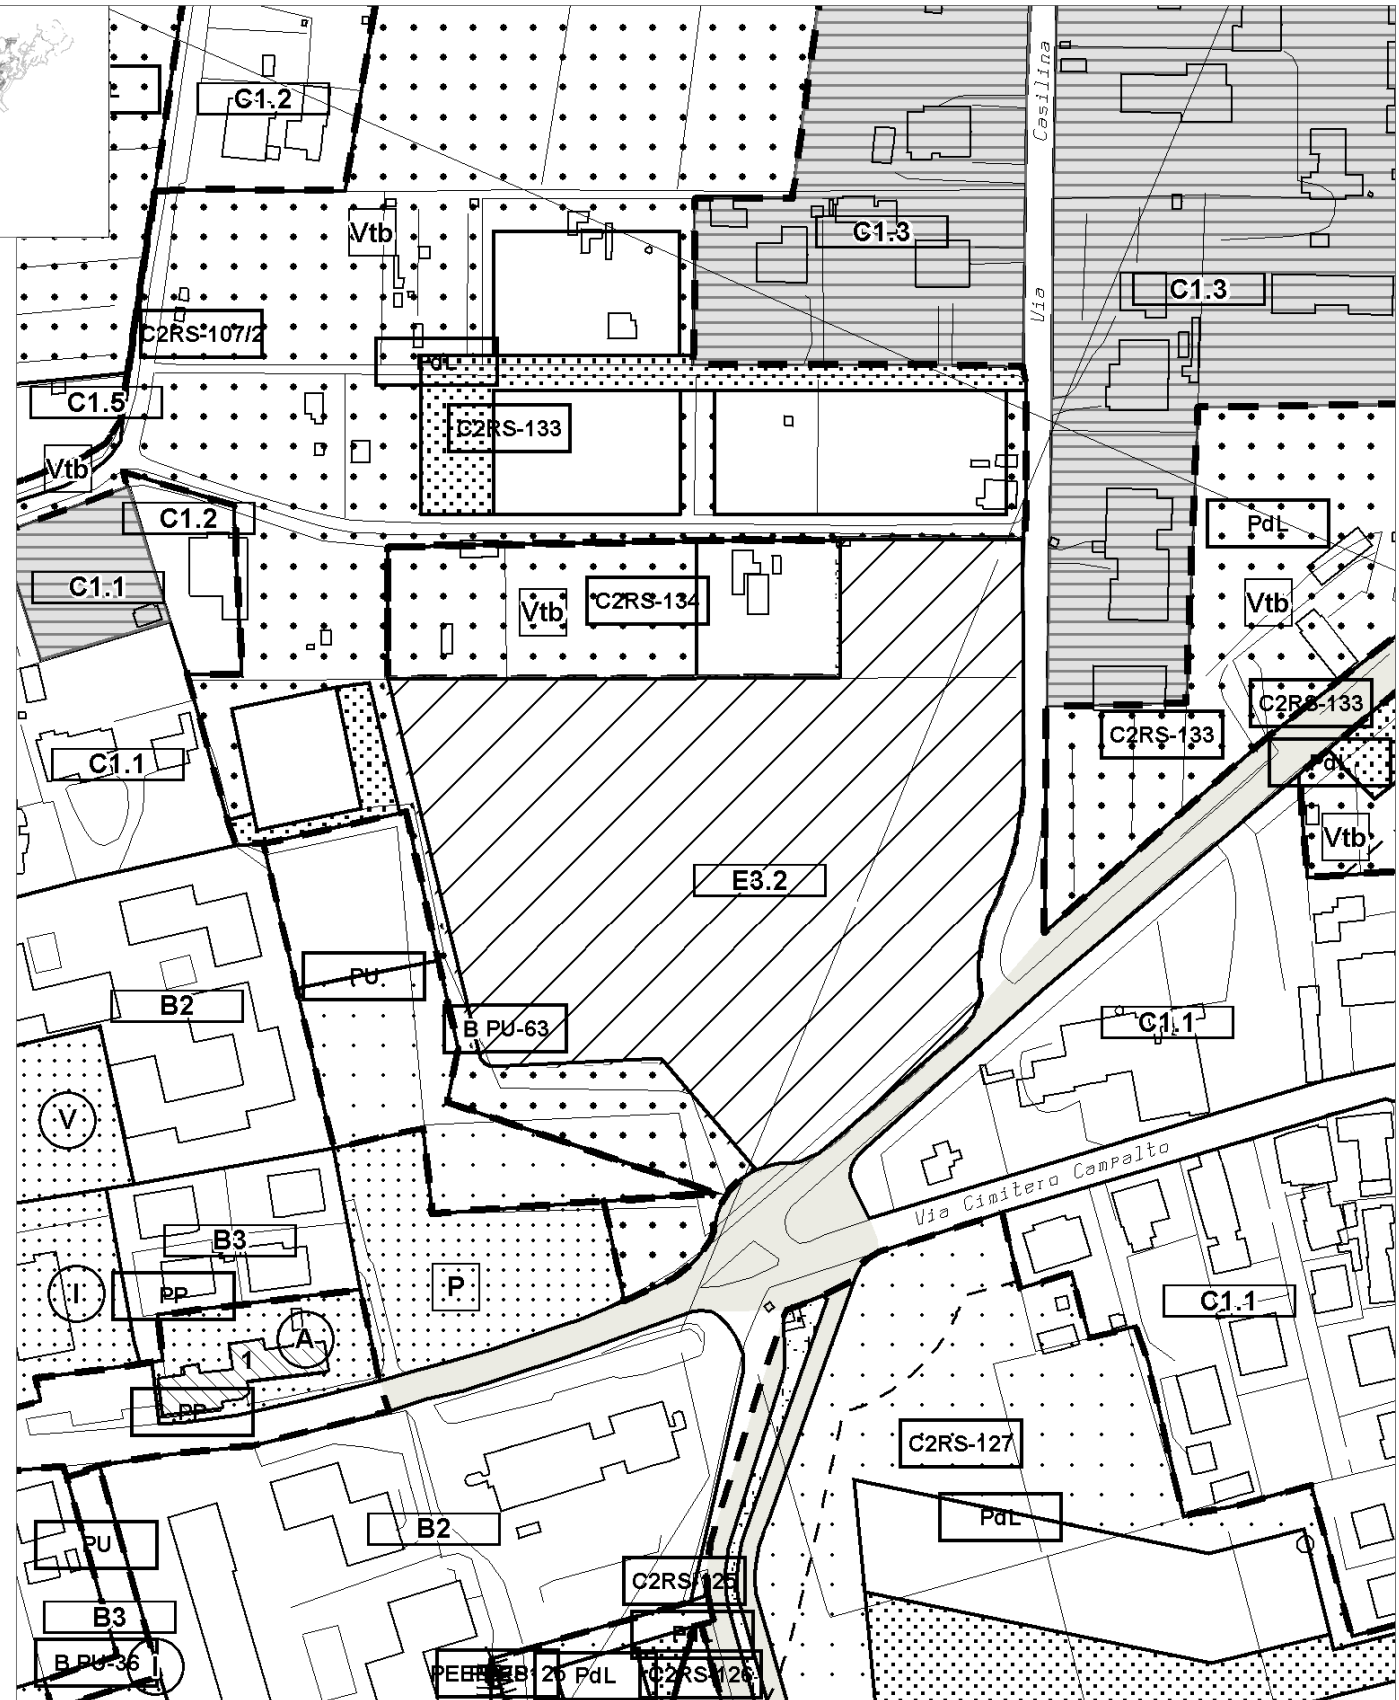 C1.2
Casilina
Via
Vtb
C1.3
C1.3
C2RS-107/2
PdL
C1.5
C2RS-133
Vtb
C1.2
PdL
C1.1
Vtb
C2RS-134
Vtb
C2RS-133
C2RS-133
C1.1
PdL
Vtb
E3.2
PU
B2
B PU-63
C1.1
V
Via Cimitero Campalto
B3
I
PP
P
C1.1
A
1
PP
C2RS-127
PdL
B2
PU
C2RS-125
B3
PdL
B PU-36
I
PdL
C2RS-126